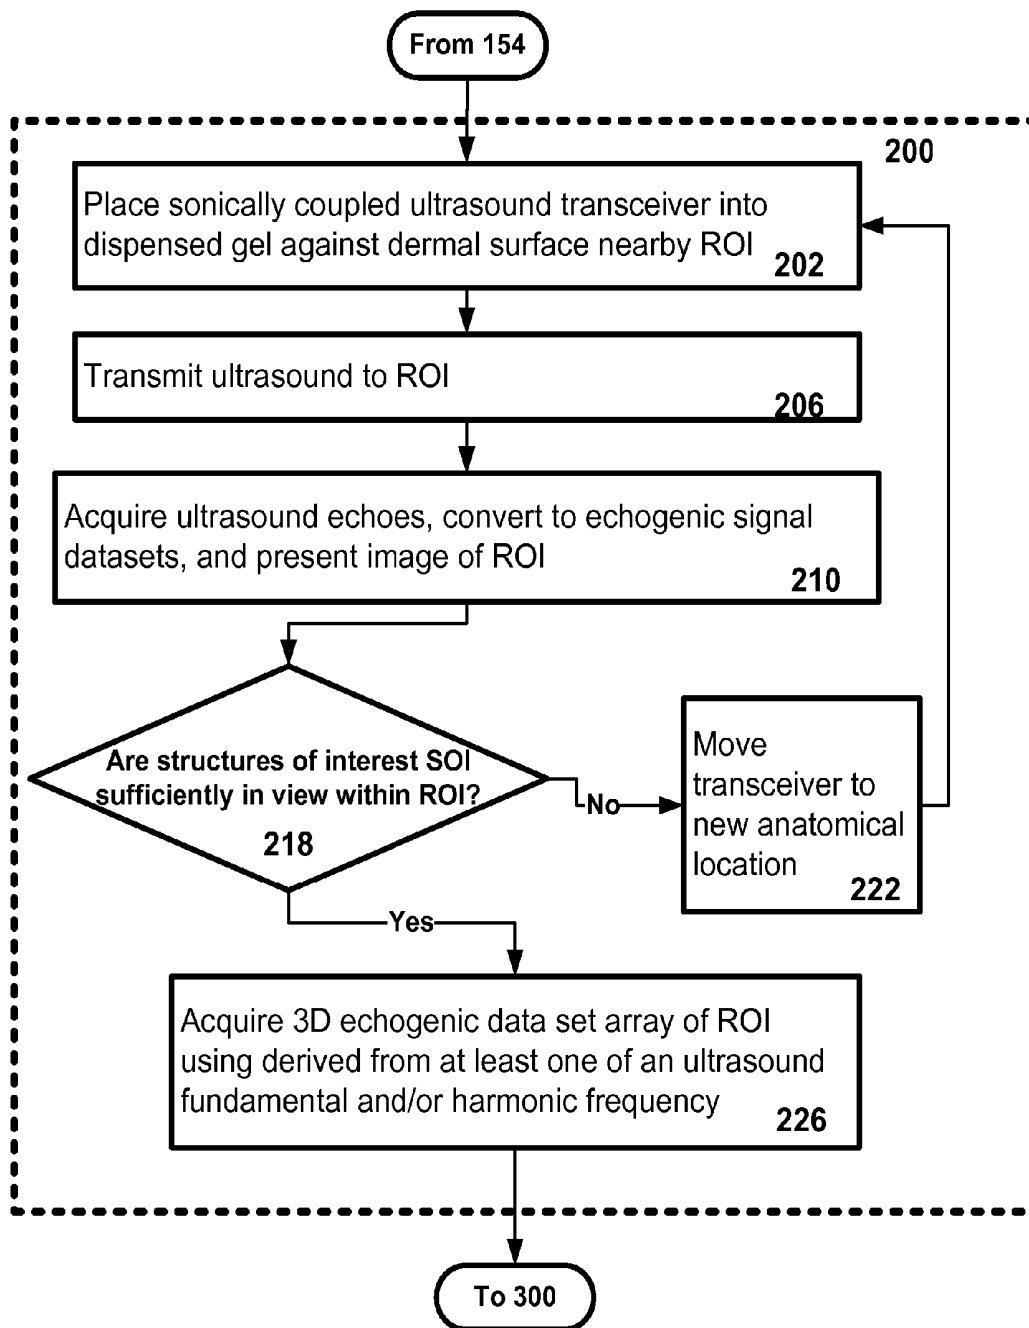 From 154
200
Place sonically coupled ultrasound transceiver into
dispensed gel against dermal surface nearby ROI
202
Transmit ultrasound to ROI
206
Acquire ultrasound echoes, convert to echogenic signal
datasets, and present image of ROI
210
Are structures of interest SOI
sufficiently in view within ROI?
218
No
Move
transceiver to
new anatomical
location
222
Yes
Acquire 3D echogenic data set array of ROI
using derived from at least one of an ultrasound
fundamental and/or harmonic frequency
226
To 300